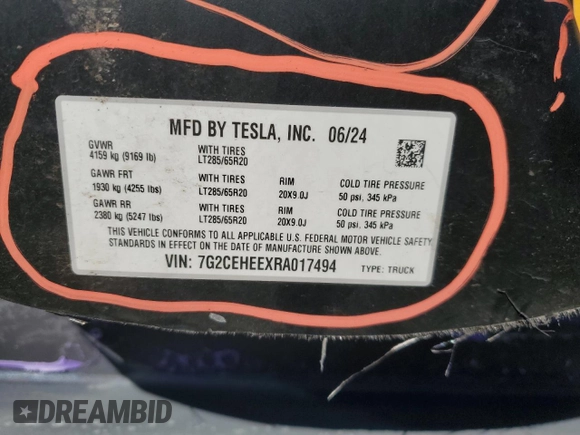 MFD BY TESLA, INC. 06/24
GVWR
4159 kg (9169 lb)
WITH TIRES
LT285/65R20
GAWR FRT
1930 kg (4255 lbs)
WITH TIRES
LT285/65R20
RIM
20X9.0J
COLD TIRE PRESSURE
50 psi, 345 kPa
GAWR RR
2380 kg (5247 lbs)
WITH TIRES
LT285/65R20
RIM
20X9.0J
COLD TIRE PRESSURE
50 psi, 345 kPa
THIS VEHICLE CONFORMS TO ALL APPLICABLE U.S. FEDERAL MOTOR VEHICLE SAFETY
STANDARDS IN EFFECT ON THE DATE OF MANUFACTURE SHOWN ABOVE.
VIN: 7G2CEHEEXRA017494 TYPE: TRUCK
DREAMBID